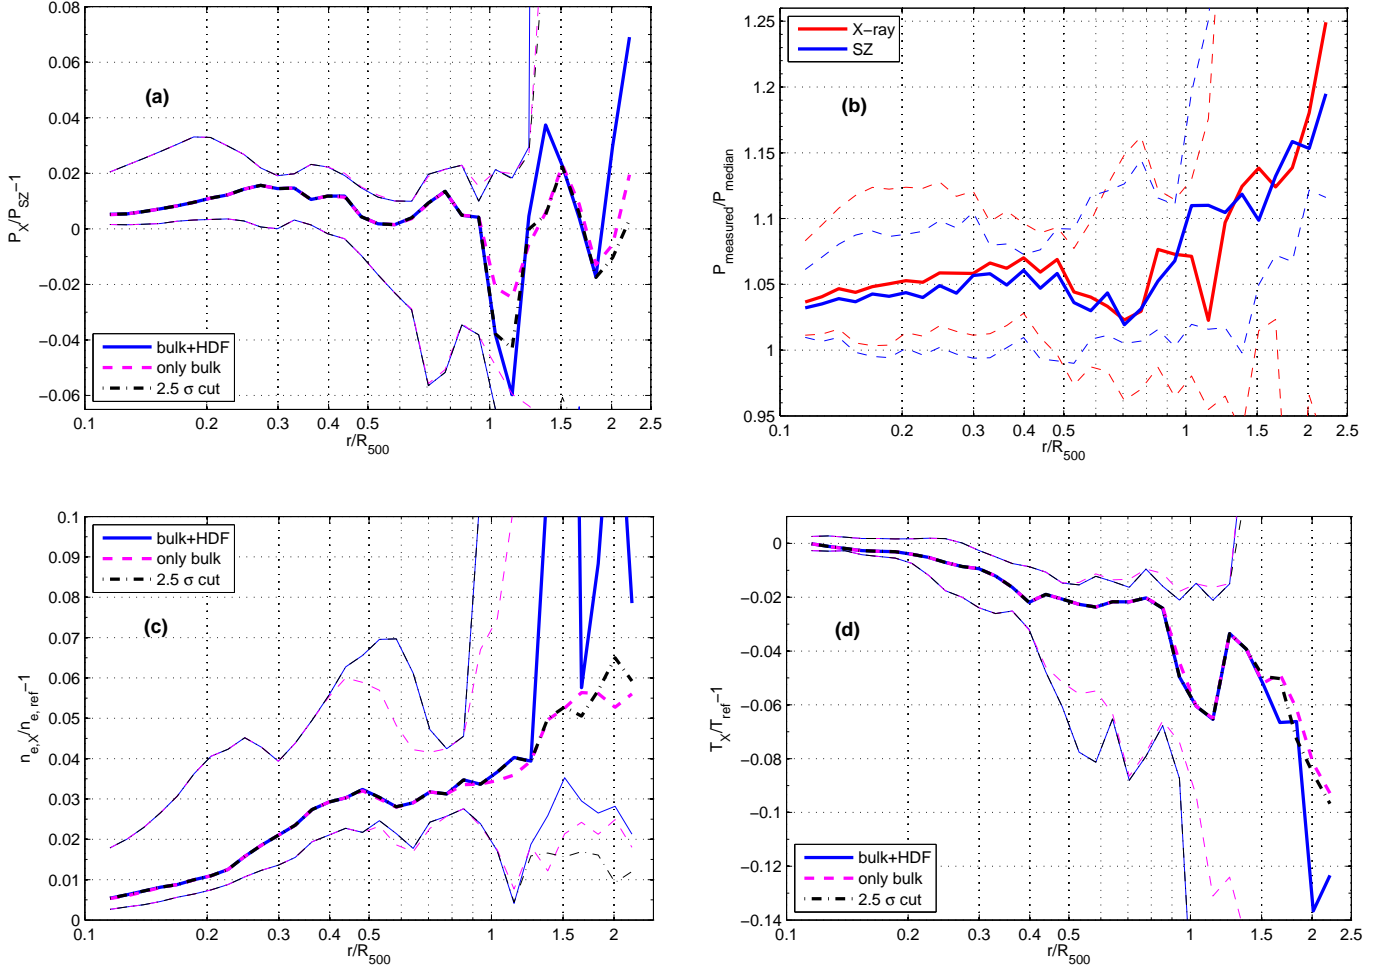 0.08
0.06
0.04
0.02
0
−0.02
−0.04
−0.06
P_X/P_SZ−1
(a)
bulk+HDF
only bulk
2.5 σ cut
0.1 0.2 0.3 0.4 0.5 1 1.5 2 2.5
r/R_500
1.25
1.2
1.15
1.1
1.05
1
0.95
P_measured/P_median
X−ray
SZ
(b)
0.1 0.2 0.3 0.4 0.5 1 1.5 2 2.5
r/R_500
0.1
0.09
0.08
0.07
0.06
0.05
0.04
0.03
0.02
0.01
0
n_e,X/n_e, ref−1
bulk+HDF
only bulk
2.5 σ cut
(c)
0.1 0.2 0.3 0.4 0.5 1 1.5 2
r/R_500
0
−0.02
−0.04
−0.06
−0.08
−0.1
−0.12
−0.14
T_X/T_ref−1
(d)
bulk+HDF
only bulk
2.5 σ cut
0.1 0.2 0.3 0.4 0.5 1 1.5 2 2.5
r/R_500